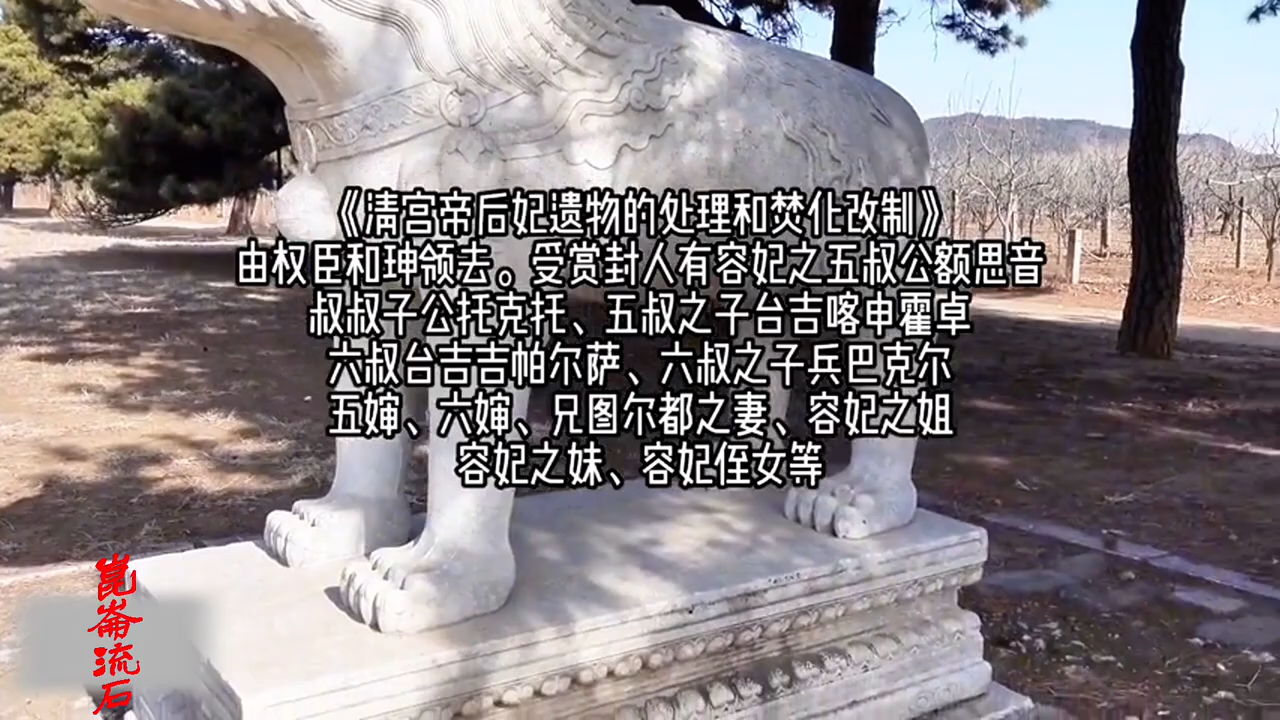 《清宫帝后妃遗物的处理和焚化改制》
由权臣和珅领去。受赏封人有容妃之五叔公额思音
叔叔子公托克托、五叔之子台吉喀申霍卓
六叔台吉吉帕尔萨、六叔之子兵巴克尔
五婶、六婶、兄图尔都之妻、容妃之姐
容妃之妹、容妃侄女等
崑崙流石